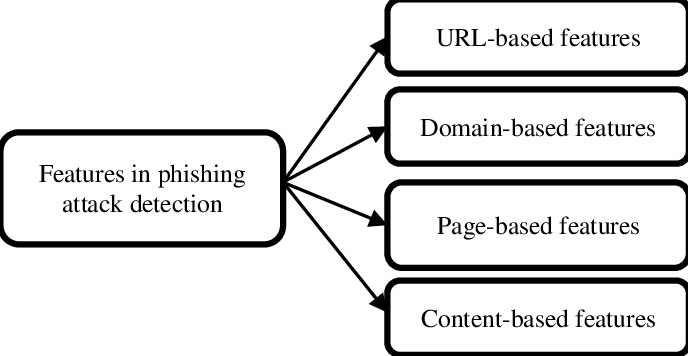 Features in phishing
attack detection
URL-based features
Domain-based features
Page-based features
Content-based features